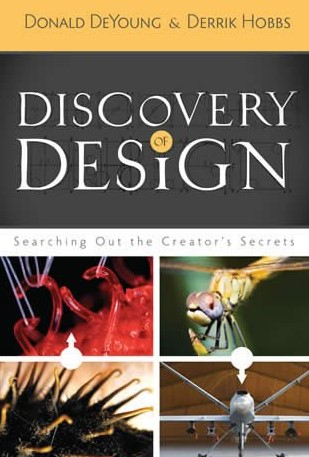 DONALD DEYOUNG & DERRIK HOBBS
DISCOVERY
OF
DESIGN
Searching Out the Creator's Secrets